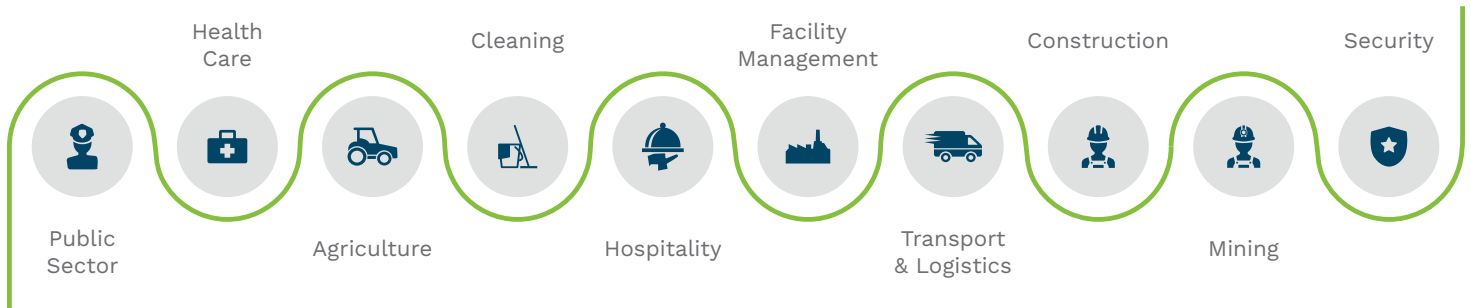 Health
Care
Cleaning
Facility
Management
Construction
Security
Public
Sector
Agriculture
Hospitality
Transport
& Logistics
Mining